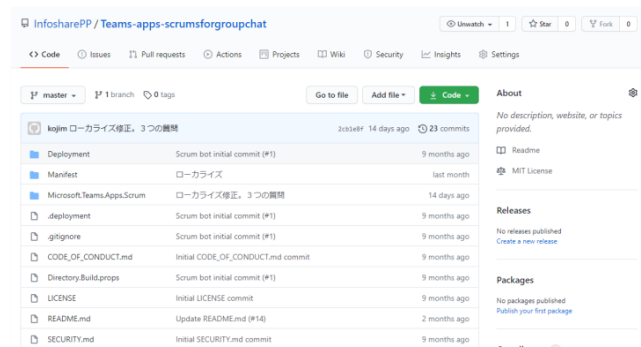 InfosharePP / Teams-apps-scrumsforgroupchat
Unwatch 1 Star 0 Fork 0
Code Issues Pull requests Actions Projects Wiki Security Insights Settings
master 1 branch 0 tags Go to file Add file Code
kojim ローカライズ修正。３つの質問 2cb1e8f 14 days ago 23 commits
Deployment Scrum bot initial commit (#1) 9 months ago
Manifest ローカライズ last month
Microsoft.Teams.Apps.Scrum ローカライズ修正。３つの質問 14 days ago
.deployment Scrum bot initial commit (#1) 9 months ago
.gitignore Scrum bot initial commit (#1) 9 months ago
CODE_OF_CONDUCT.md Initial CODE_OF_CONDUCT.md commit 9 months ago
Directory.Build.props Scrum bot initial commit (#1) 9 months ago
LICENSE Initial LICENSE commit 9 months ago
README.md Update README.md (#14) 2 months ago
SECURITY.md Initial SECURITY.md commit 9 months ago
About
No description, website, or topics
provided.
Readme
MIT License
Releases
No releases published
Create a new release
Packages
No packages published
Publish your first package